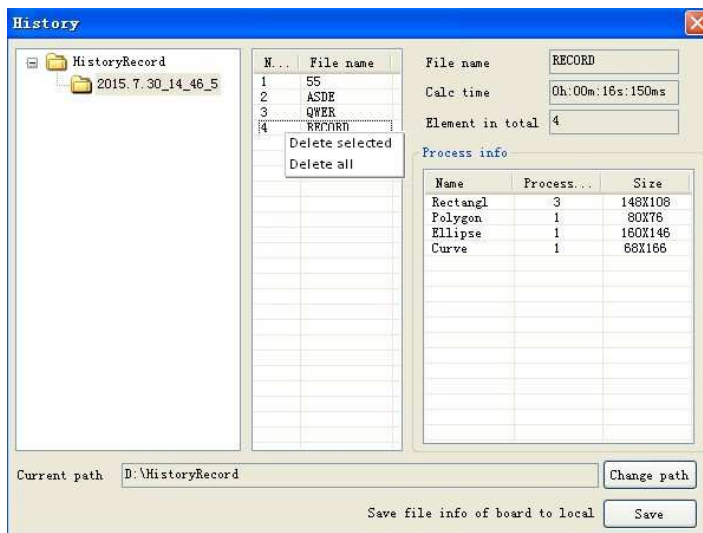 History
HistoryRecord
2015.7.30_14_46_5
N... File name
1 55
2 ASDE
3 QWER
4 RECORD
Delete selected
Delete all
File name RECORD
Calc time 0h:00m:16s:150ms
Element in total 4
Process info
Name Process... Size
Rectangl 3 148X108
Polygon 1 80X76
Ellipse 1 160X146
Curve 1 68X166
Current path D:\HistoryRecord Change path
Save file info of board to local Save